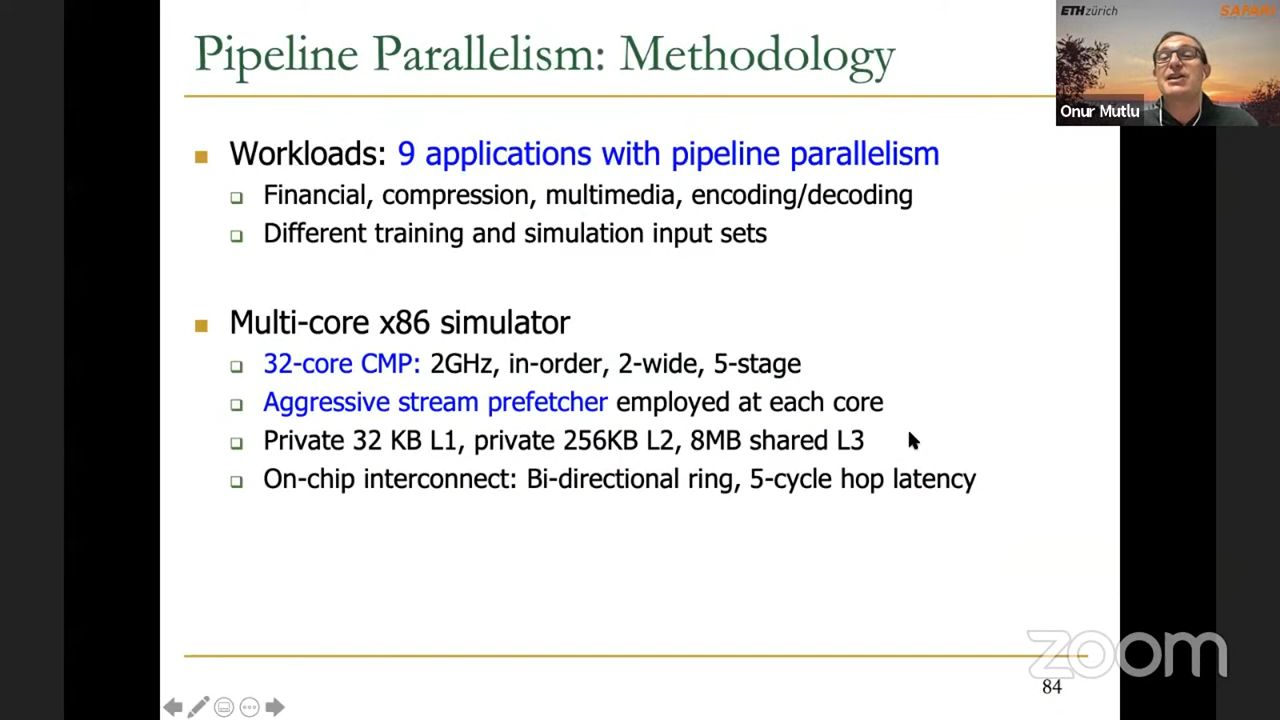 Pipeline Parallelism: Methodology
ETH zürich
SAFARI
Onur Mutlu
Workloads: 9 applications with pipeline parallelism
Financial, compression, multimedia, encoding/decoding
Different training and simulation input sets
Multi-core x86 simulator
32-core CMP: 2GHz, in-order, 2-wide, 5-stage
Aggressive stream prefetcher employed at each core
Private 32 KB L1, private 256KB L2, 8MB shared L3
On-chip interconnect: Bi-directional ring, 5-cycle hop latency
zoom
84